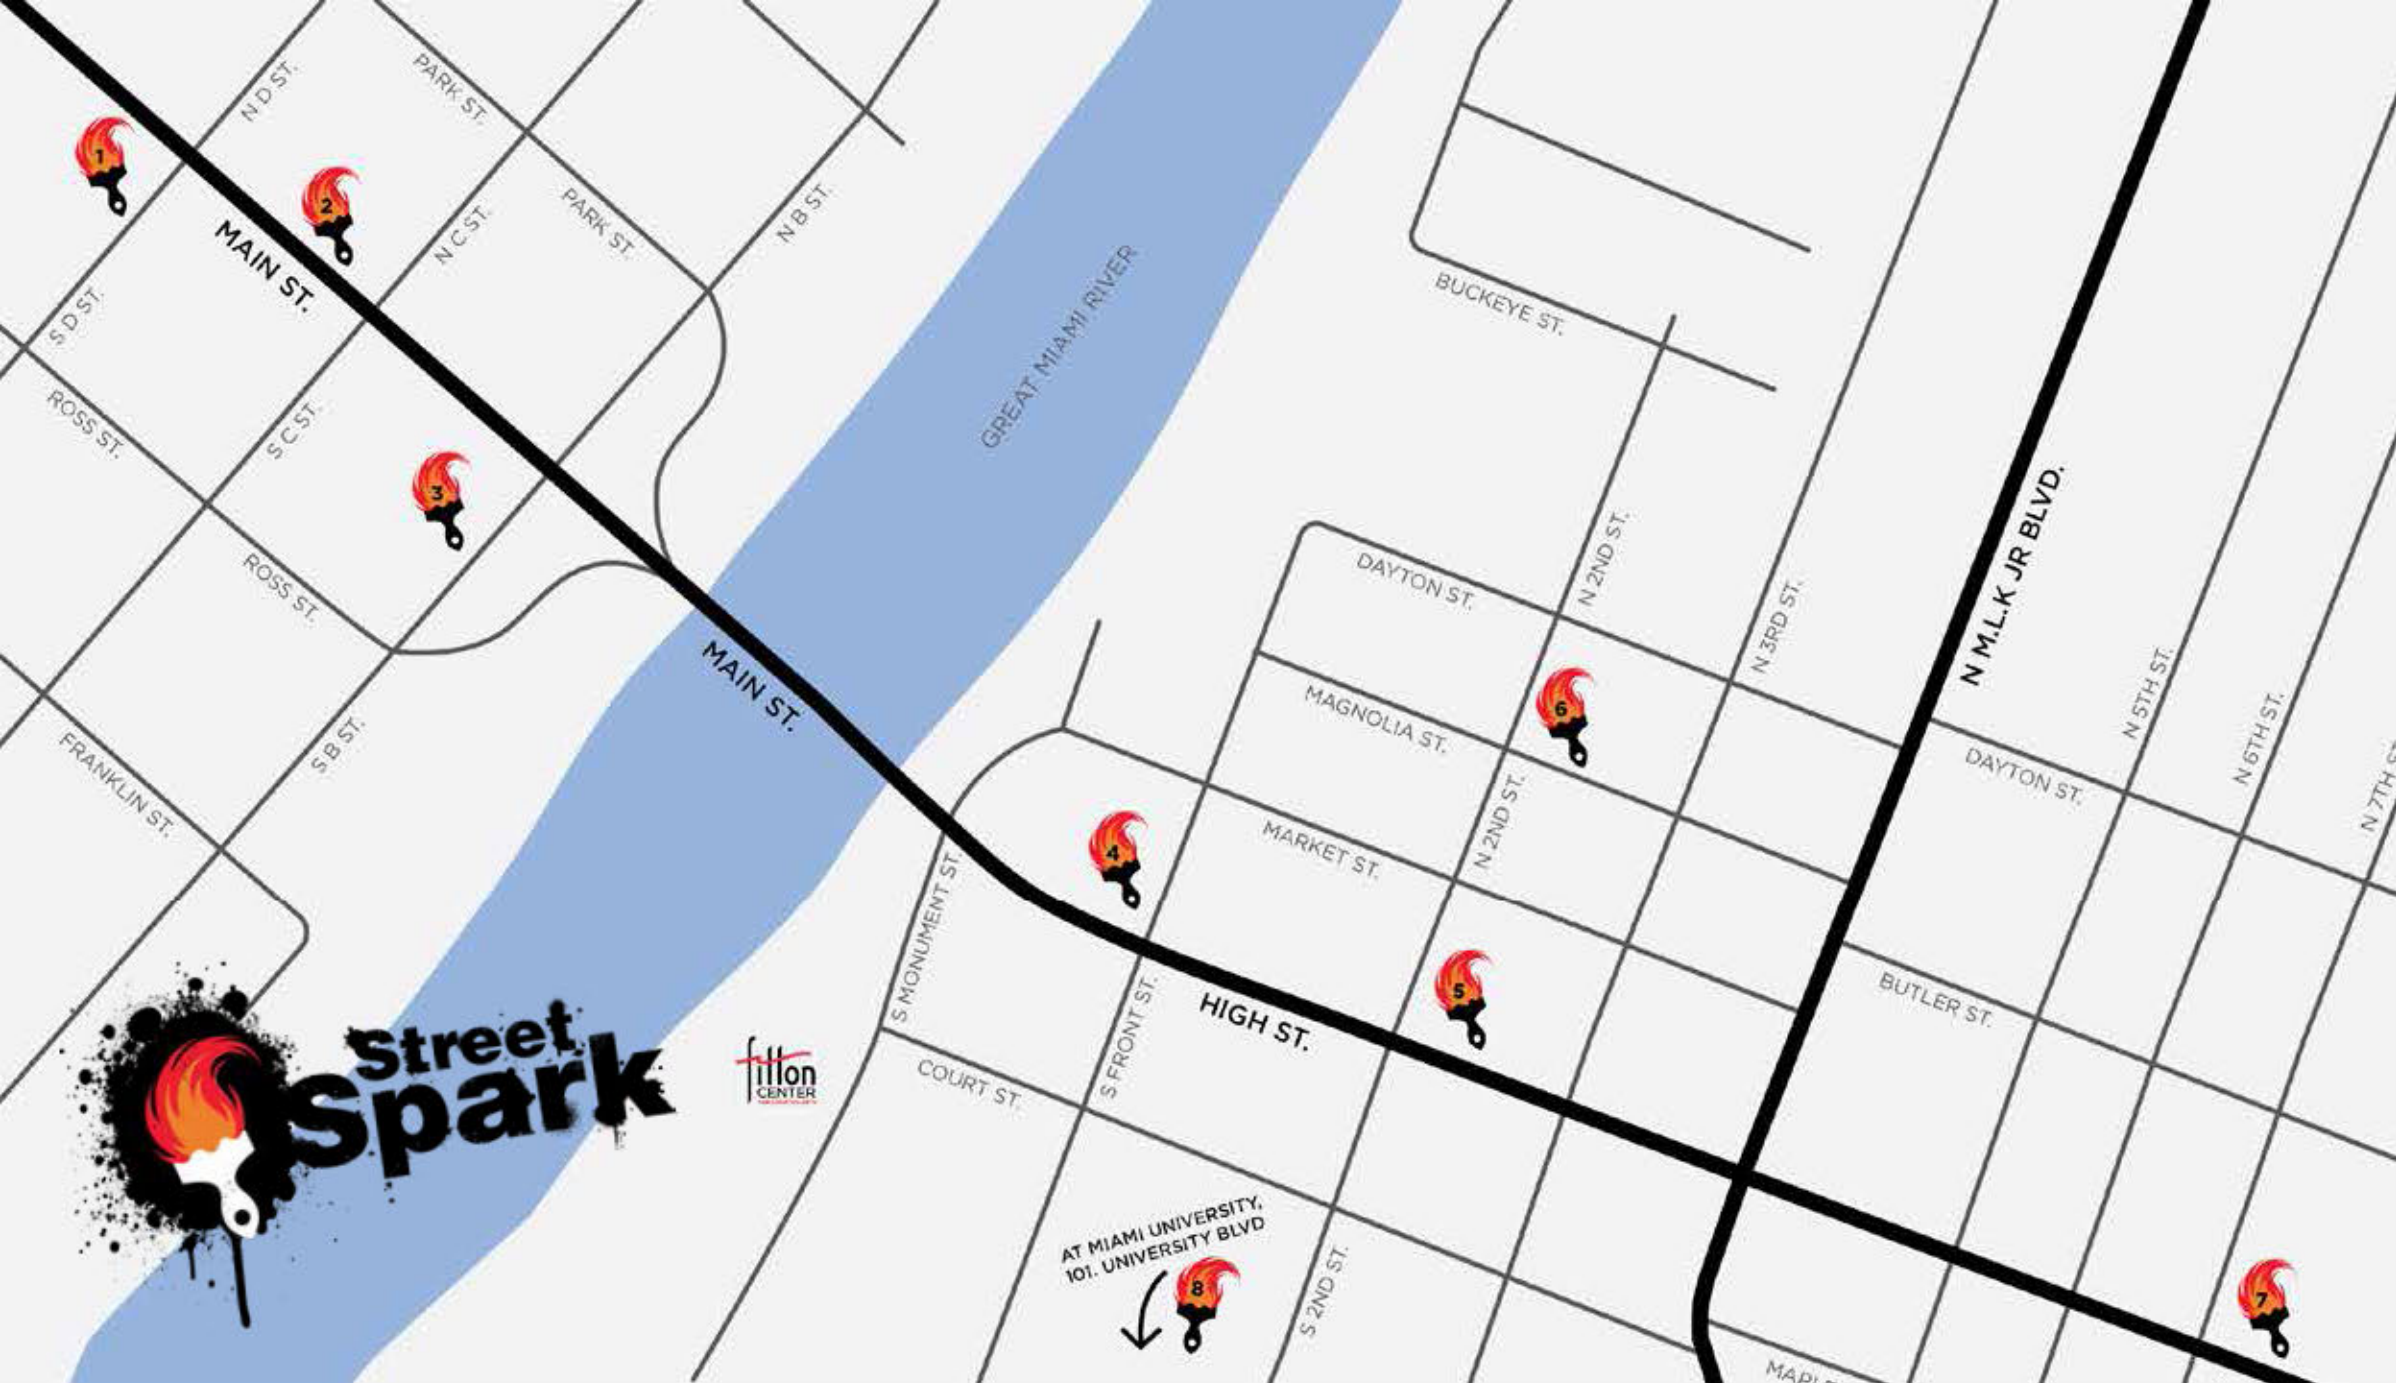 N D ST.
PARK ST.
1
2
N C ST.
PARK ST.
N B ST.
MAIN ST.
S D ST.
GREAT MIAMI RIVER
BUCKEYE ST.
ROSS ST.
S C ST.
3
N M.L.K JR BLVD.
N 2ND ST.
DAYTON ST.
ROSS ST.
N 3RD ST.
MAIN ST.
6
MAGNOLIA ST.
N 5TH ST.
N 6TH ST.
DAYTON ST.
N 7TH S
S B ST.
FRANKLIN ST.
N 2ND ST.
4
MARKET ST.
S MONUMENT ST.
5
BUTLER ST.
HIGH ST.
S FRONT ST.
Street
Spark
fitton
CENTER
COURT ST.
AT MIAMI UNIVERSITY,
101. UNIVERSITY BLVD
8
S 2ND ST.
7
MAPL